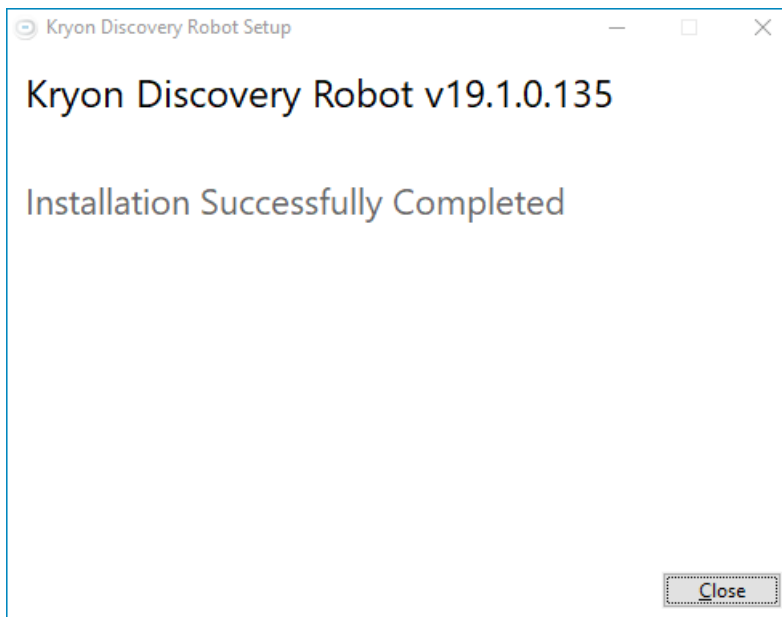 Kryon Discovery Robot Setup
Kryon Discovery Robot v19.1.0.135
Installation Successfully Completed
Close